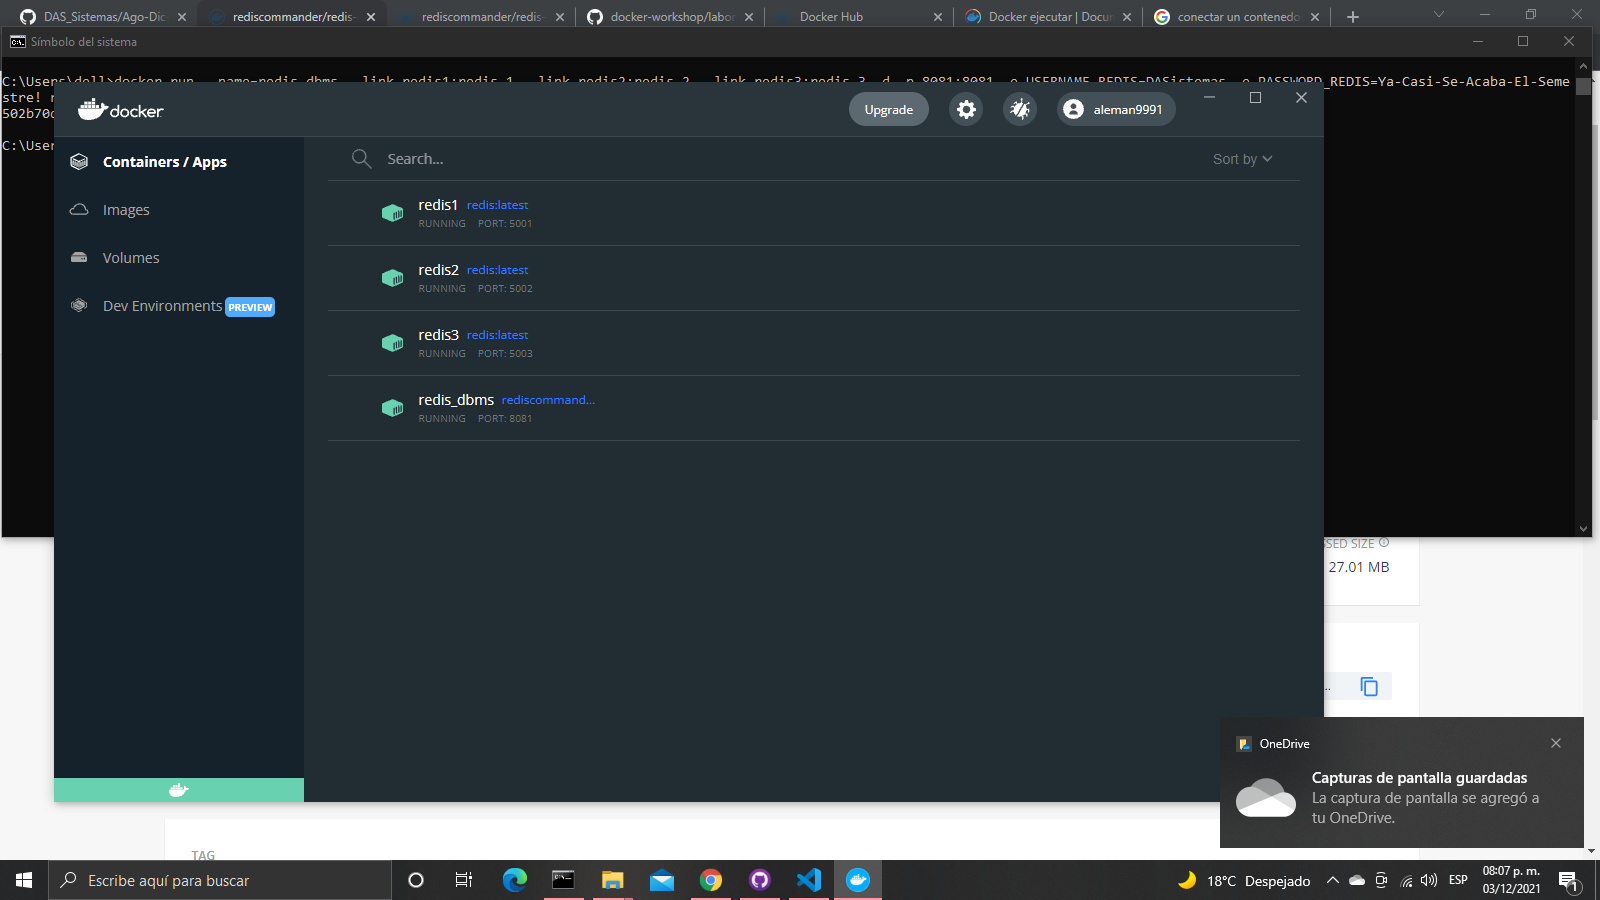 DAS_Sistemas/Ago-Dic
rediscommander/redis-
rediscommander/redis-
docker-workshop/labor
Docker Hub
Docker ejecutar | Docum
conectar un contenedo
Símbolo del sistema
C:\Users\dell>docker run --name=redis_dbms --link redis1:redis_1 --link redis2:redis_2 --link redis3:redis_3 -d -p 8081:8081 -e USERNAME_REDIS=DASistemas -e PASSWORD_REDIS=Ya-Casi-Se-Acaba-El-Seme
stre!
502b70
C:\User
docker
Upgrade
aleman9991
Containers / Apps
Images
Volumes
Dev Environments PREVIEW
Search...
Sort by
redis1 redis:latest
RUNNING PORT: 5001
redis2 redis:latest
RUNNING PORT: 5002
redis3 redis:latest
RUNNING PORT: 5003
redis_dbms rediscommand...
RUNNING PORT: 8081
SSED SIZE
27.01 MB
..
OneDrive
Capturas de pantalla guardadas
La captura de pantalla se agregó a
tu OneDrive.
TAG
Escribe aquí para buscar
18°C Despejado
ESP
08:07 p. m.
03/12/2021
1